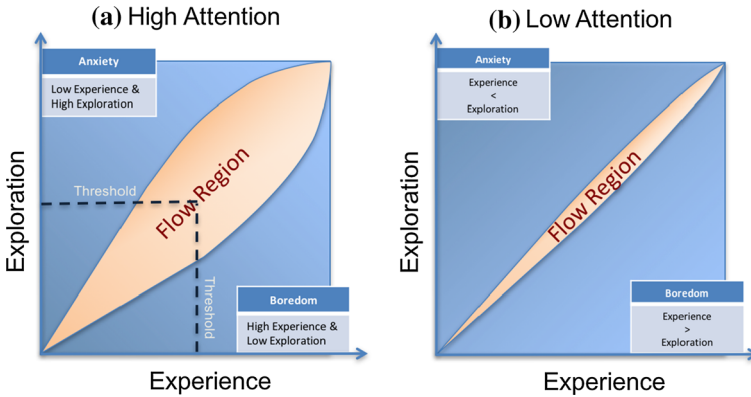 (a) High Attention
Anxiety
Low Experience &
High Exploration
Threshold
Flow Region
Threshold
Boredom
High Experience &
Low Exploration
Exploration
Experience
(b) Low Attention
Anxiety
Experience
<
Exploration
Flow Region
Boredom
Experience
>
Exploration
Exploration
Experience